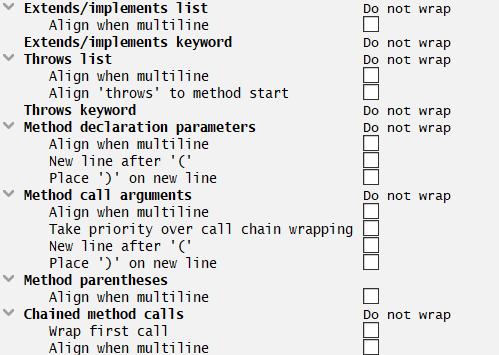 Extends/implements list Do not wrap
Align when multiline
Extends/implements keyword Do not wrap
Throws list Do not wrap
Align when multiline
Align 'throws' to method start
Throws keyword Do not wrap
Method declaration parameters Do not wrap
Align when multiline
New line after '('
Place ')' on new line
Method call arguments Do not wrap
Align when multiline
Take priority over call chain wrapping
New line after '('
Place ')' on new line
Method parentheses
Align when multiline
Chained method calls Do not wrap
Wrap first call
Align when multiline